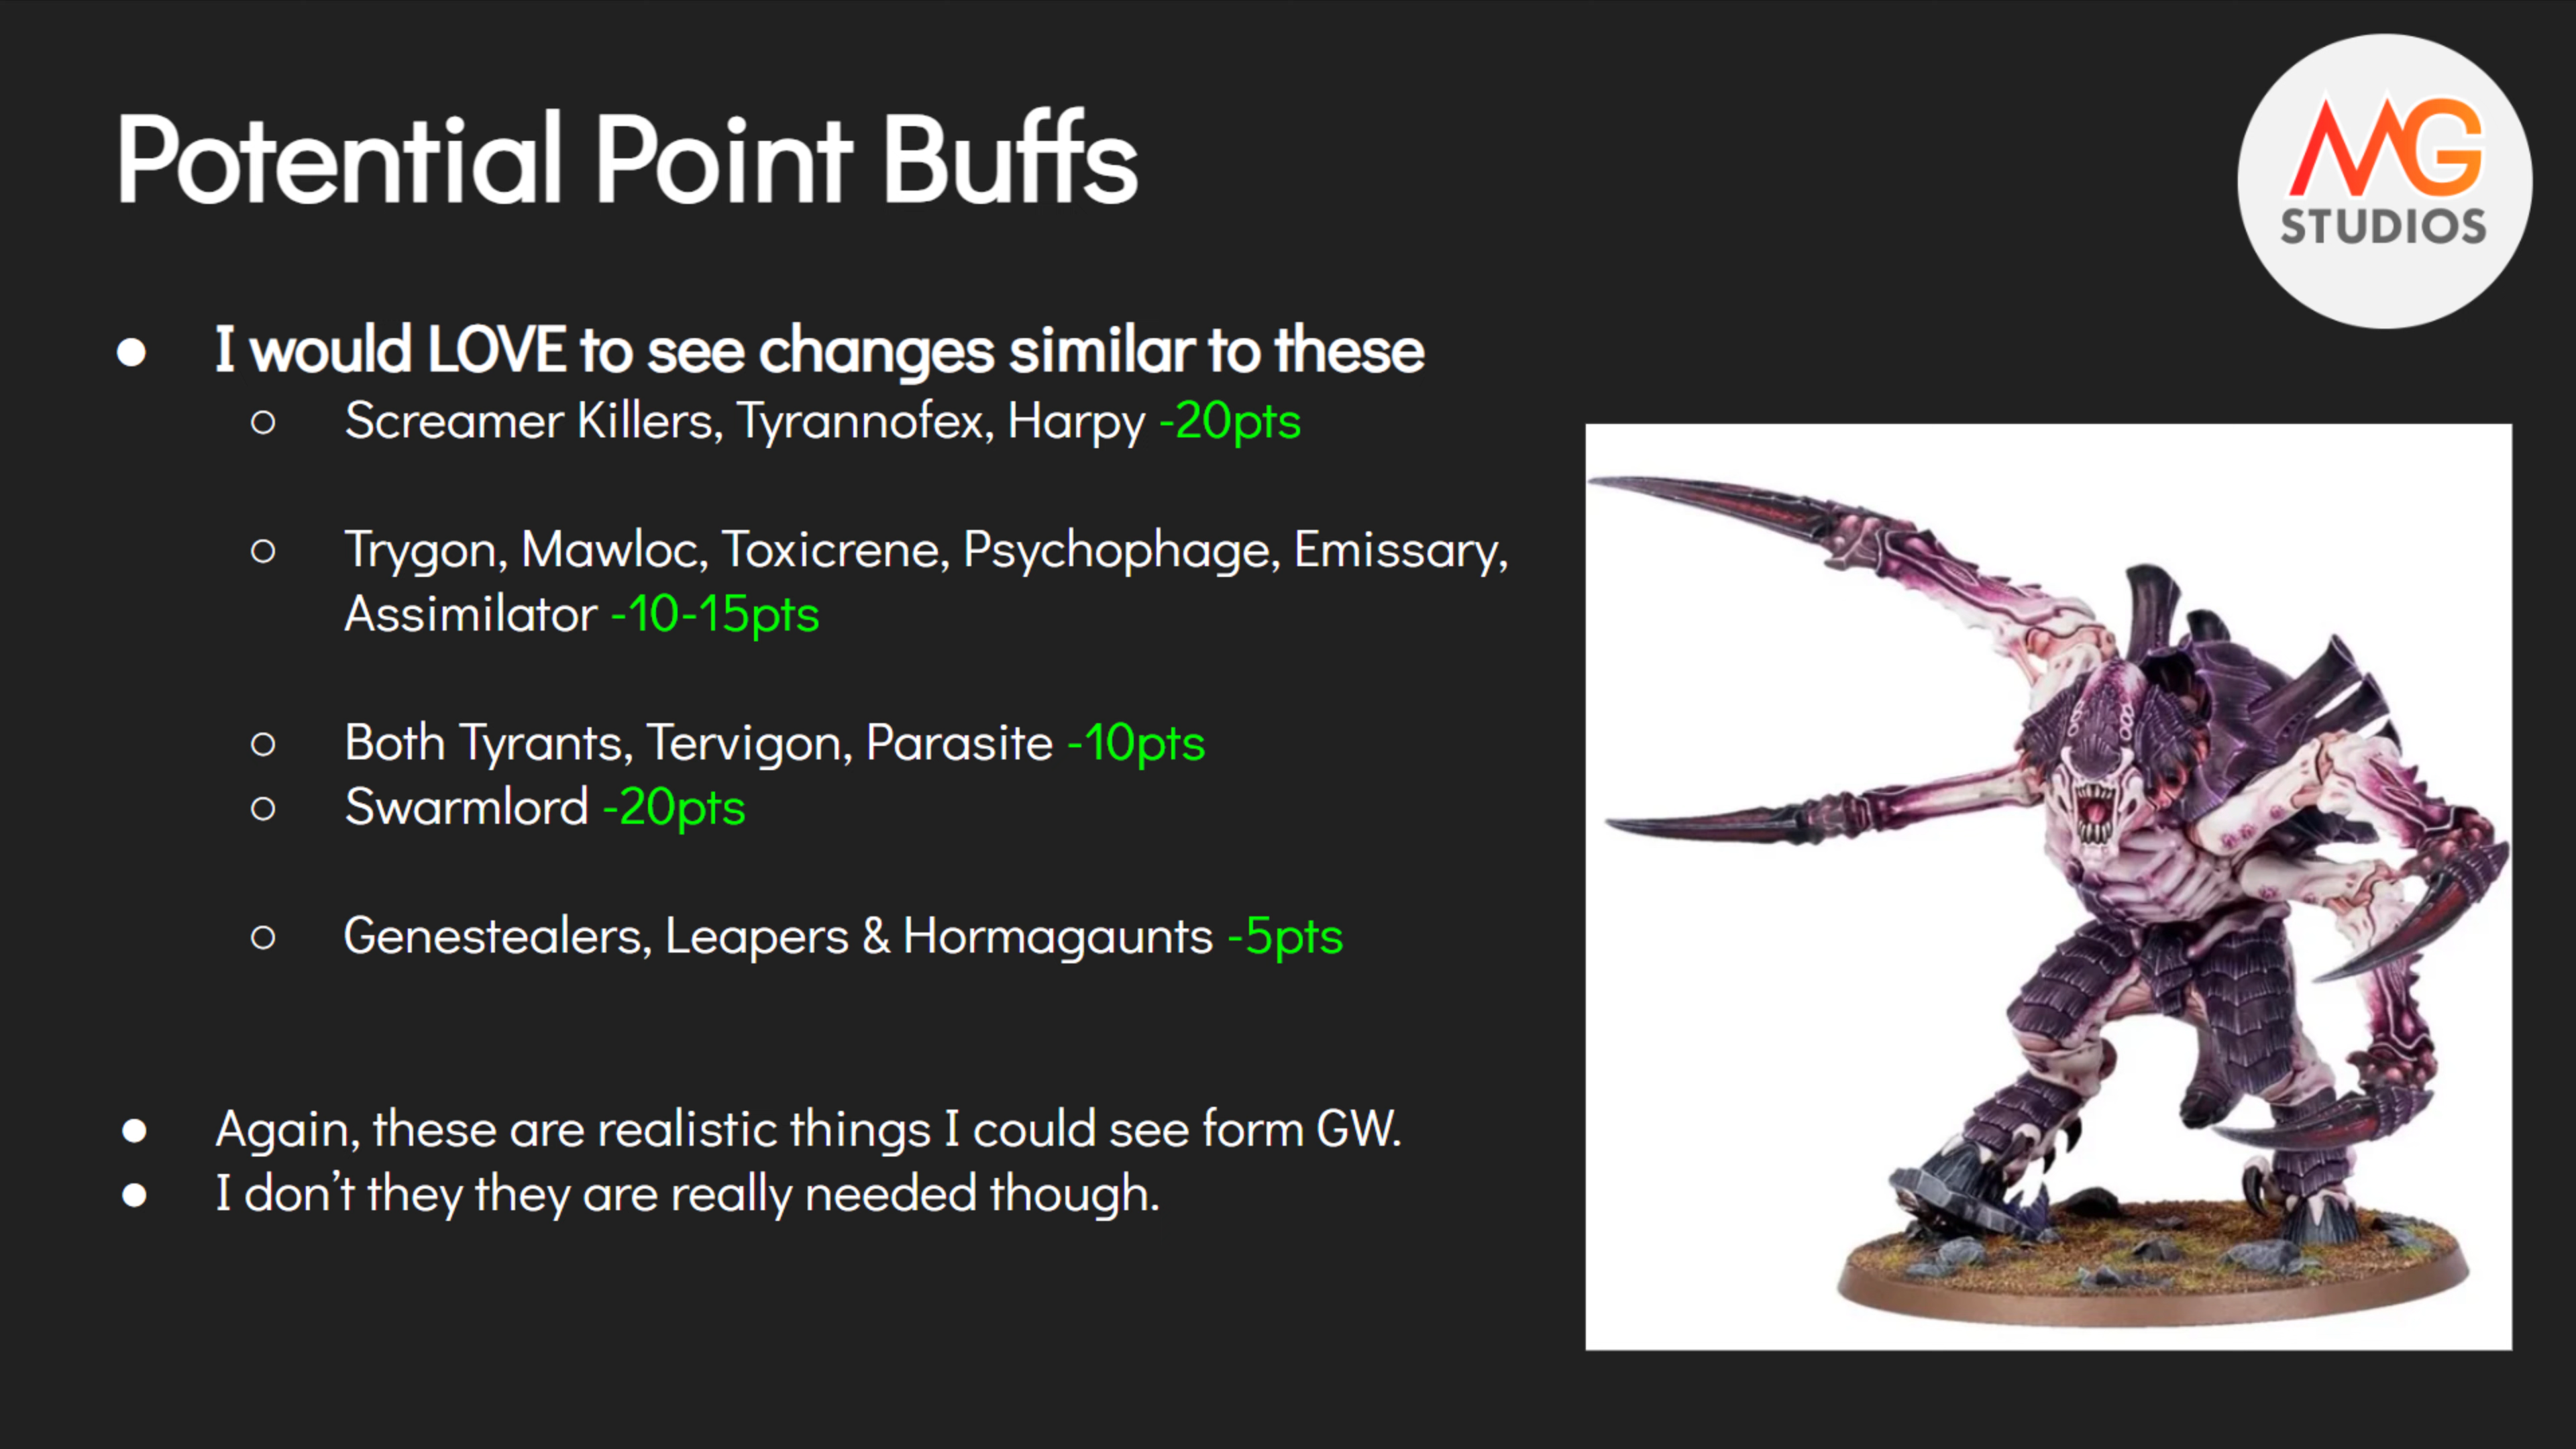 Potential Point Buffs
MG
STUDIOS
● I would LOVE to see changes similar to these
○ Screamer Killers, Tyrannofex, Harpy -20pts
○ Trygon, Mawloc, Toxicrene, Psychophage, Emissary,
Assimilator -10-15pts
○ Both Tyrants, Tervigon, Parasite -10pts
○ Swarmlord -20pts
○ Genestealers, Leapers & Hormagaunts -5pts
● Again, these are realistic things I could see form GW.
● I don't they they are really needed though.